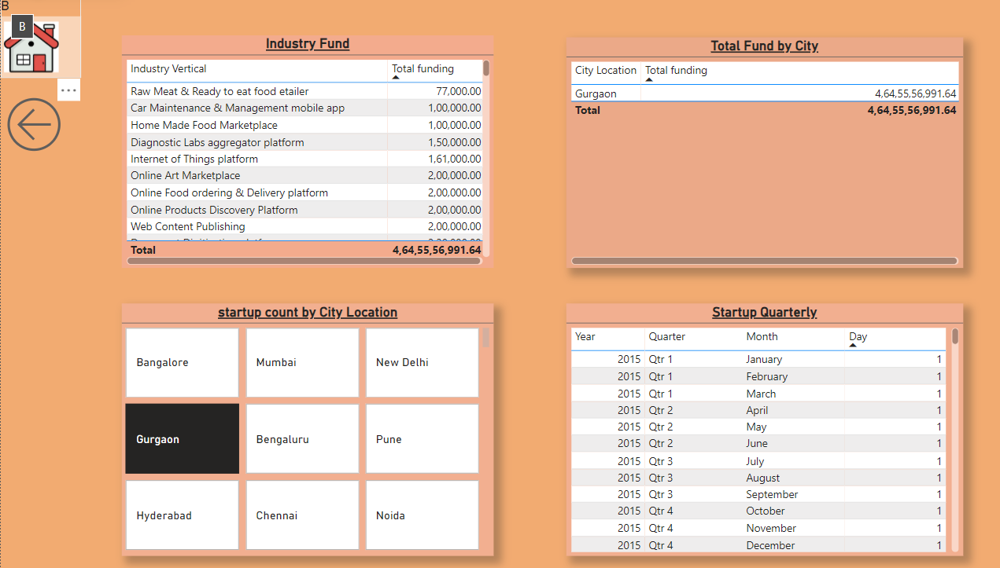 B
B
...
Industry Fund
Industry Vertical Total funding
Raw Meat & Ready to eat food etailer 77,000.00
Car Maintenance & Management mobile app 1,00,000.00
Home Made Food Marketplace 1,00,000.00
Diagnostic Labs aggregator platform 1,50,000.00
Internet of Things platform 1,61,000.00
Online Art Marketplace 2,00,000.00
Online Food ordering & Delivery platform 2,00,000.00
Online Products Discovery Platform 2,00,000.00
Web Content Publishing 2,00,000.00
Total 4,64,55,56,991.64
Total Fund by City
City Location Total funding
Gurgaon 4,64,55,56,991.64
Total 4,64,55,56,991.64
startup count by City Location
Bangalore Mumbai New Delhi
Gurgaon Bengaluru Pune
Hyderabad Chennai Noida
Startup Quarterly
Year Quarter Month Day
2015 Qtr 1 January 1
2015 Qtr 1 February 1
2015 Qtr 1 March 1
2015 Qtr 2 April 1
2015 Qtr 2 May 1
2015 Qtr 2 June 1
2015 Qtr 3 July 1
2015 Qtr 3 August 1
2015 Qtr 3 September 1
2015 Qtr 4 October 1
2015 Qtr 4 November 1
2015 Qtr 4 December 1